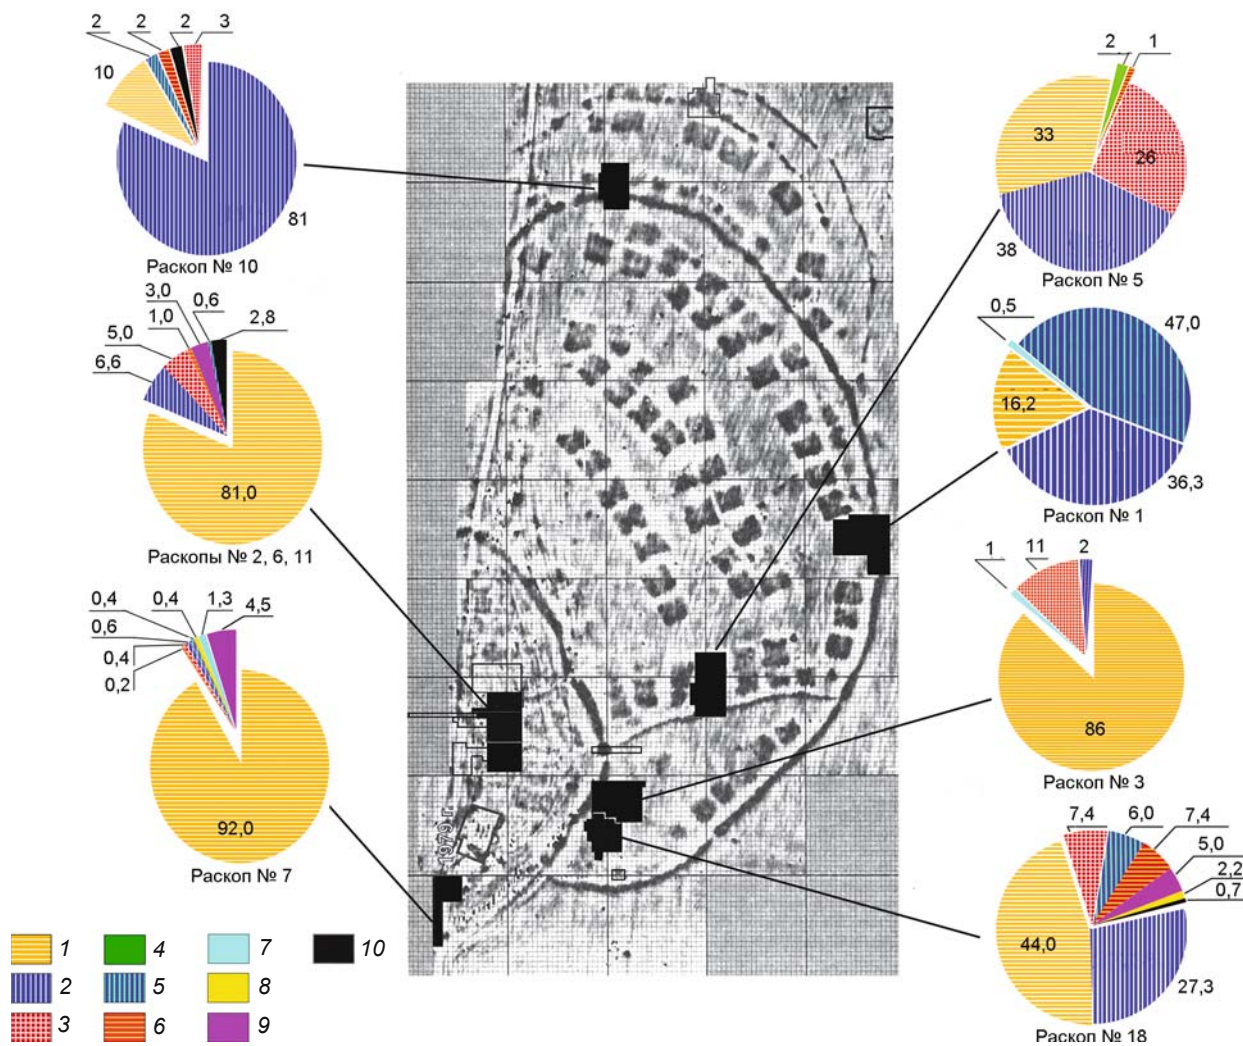 2 2 2 3
10
81
Раскоп № 10
3,0 0,6
5,0 1,0 2,8
6,6
81,0
Раскопы № 2, 6, 11
0,4 0,4 1,3 4,5
0,6
0,4
0,2
92,0
Раскоп № 7
1979 г.
2 1
33
26
38
Раскоп № 5
0,5
47,0
16,2
36,3
Раскоп № 1
1 11 2
86
Раскоп № 3
7,4 6,0 7,4
5,0
2,2
0,7
44,0
27,3
Раскоп № 18
1 4 7 10
2 5 8
3 6 9